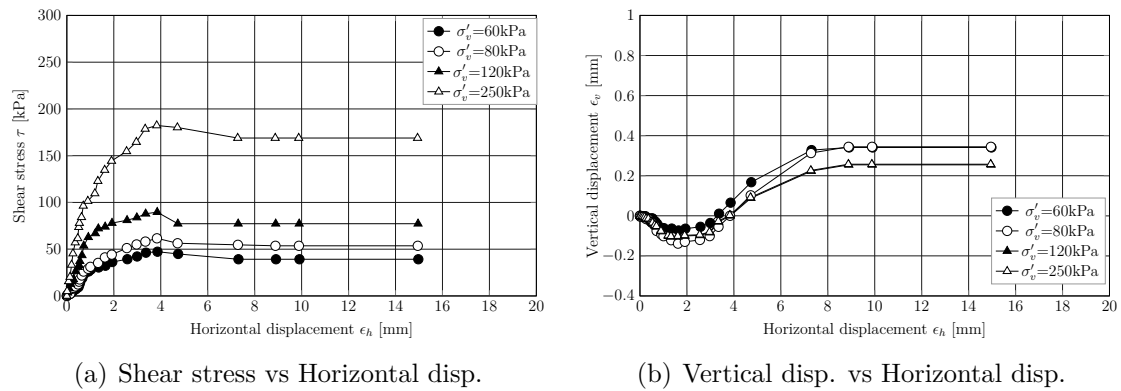 300
250
200
150
100
50
0
Shear stress τ [kPa]
0 2 4 6 8 10 12 14 16 18 20
Horizontal displacement ϵh [mm]
σ′v=60kPa
σ′v=80kPa
σ′v=120kPa
σ′v=250kPa
(a) Shear stress vs Horizontal disp.
1
0.8
0.6
0.4
0.2
0
−0.2
−0.4
Vertical displacement ϵv [mm]
0 2 4 6 8 10 12 14 16 18 20
Horizontal displacement ϵh [mm]
σ′v=60kPa
σ′v=80kPa
σ′v=120kPa
σ′v=250kPa
(b) Vertical disp. vs Horizontal disp.